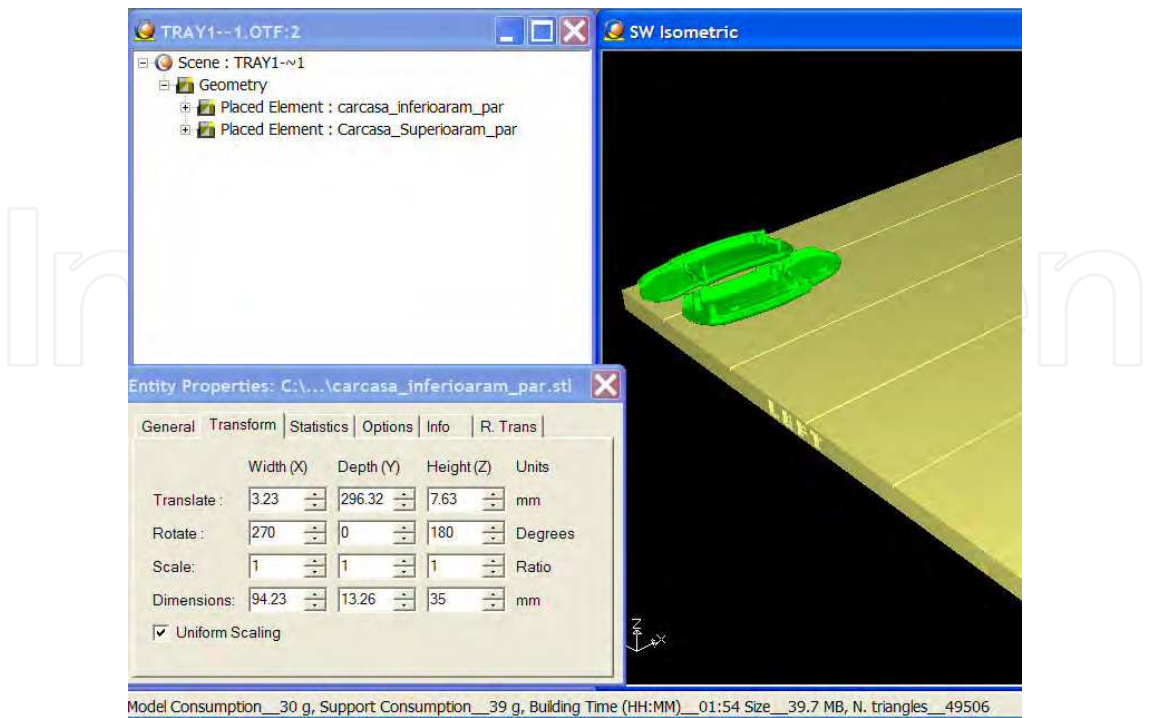 TRAY1-~1.OTF:2
SW Isometric
Scene : TRAY1-~1
Geometry
Placed Element : carcasa_inferioaram_par
Placed Element : Carcasa_Superioaram_par
LEFT
Entity Properties: C:\...\carcasa_inferioaram_par.stl
General Transform Statistics Options Info R. Trans
Width (X) Depth (Y) Height (Z) Units
Translate : 3.23 296.32 7.63 mm
Rotate : 270 0 180 Degrees
Scale: 1 1 1 Ratio
Dimensions: 94.23 13.26 35 mm
Uniform Scaling
Z
X
Model Consumption__30 g, Support Consumption__39 g, Building Time (HH:MM)__01:54 Size__39.7 MB, N. triangles__49506